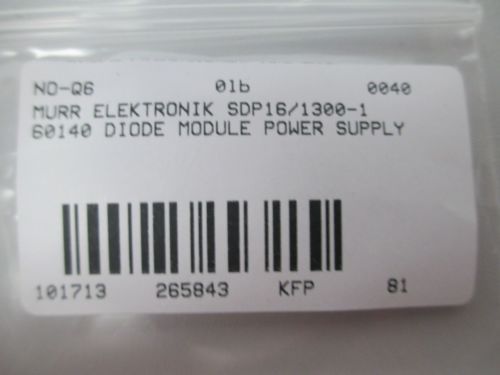 NO-Q6 01b 0040
MURR ELEKTRONIK SDP16/1300-1
60140 DIODE MODULE POWER SUPPLY
101713 265843 KFP 81